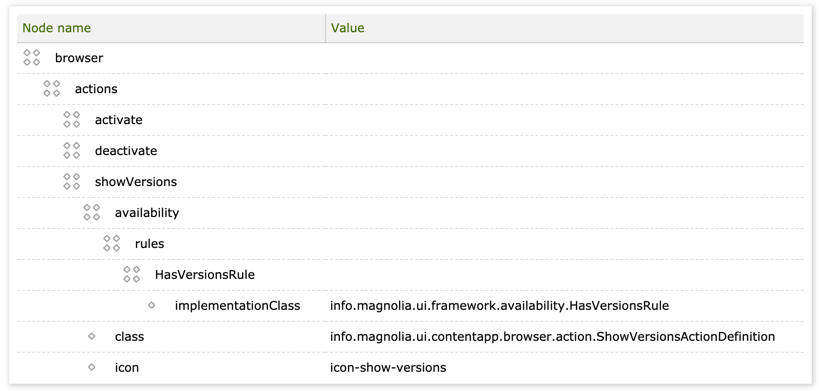 Node name Value
browser
actions
activate
deactivate
showVersions
availability
rules
HasVersionsRule
implementationClass info.magnolia.ui.framework.availability.HasVersionsRule
class info.magnolia.ui.contentapp.browser.action.ShowVersionsActionDefinition
icon icon-show-versions